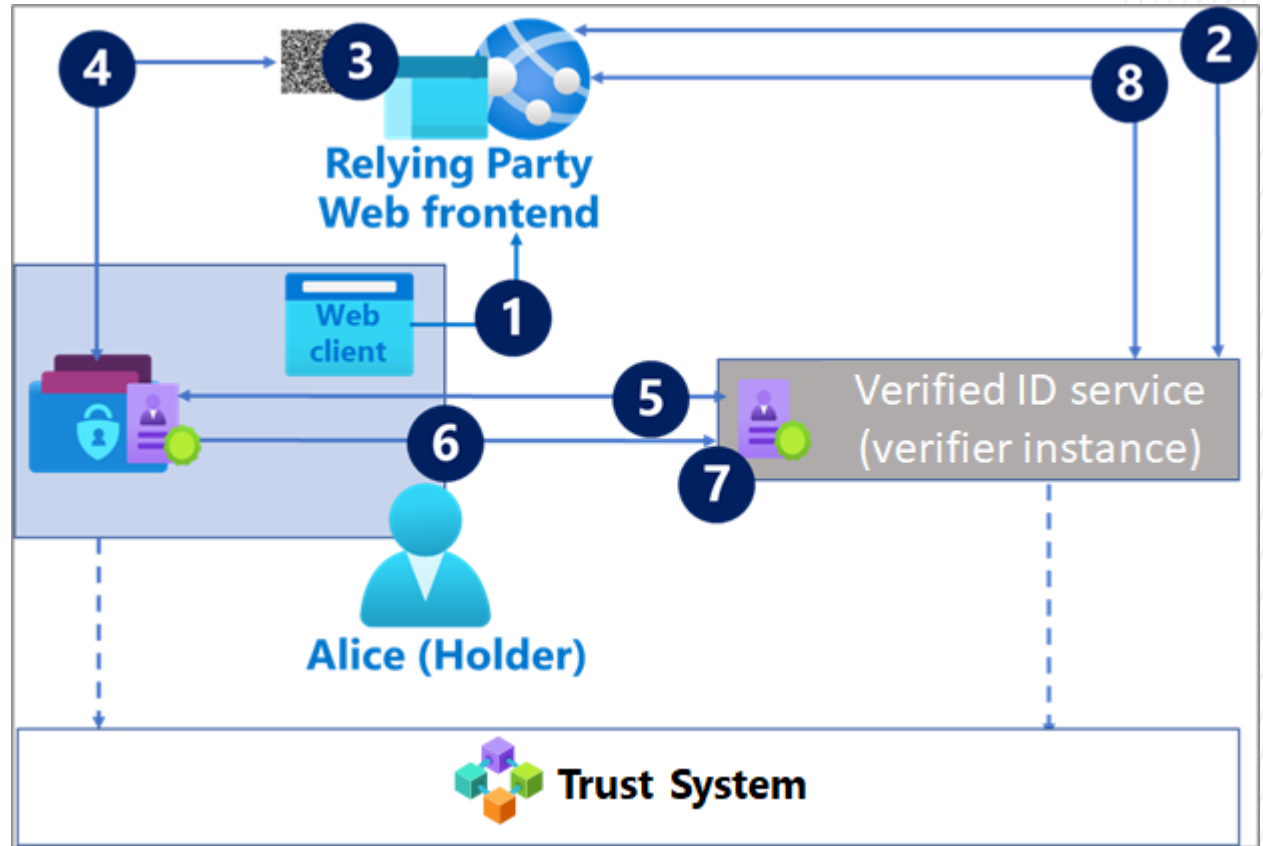 4
3
2
8
Relying Party
Web frontend
Web
client
1
5
Verified ID service
(verifier instance)
6
7
Alice (Holder)
Trust System